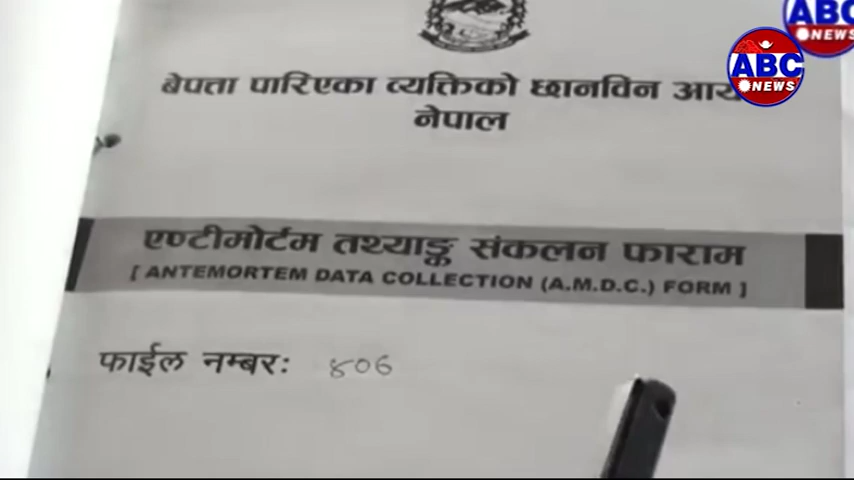 ABC
NEWS
ABC
NEWS
बेपत्ता पारिएका व्यक्तिको छानविन
नेपाल
एण्टीमोर्टम तथ्याङ्क संकलन फाराम
[ ANTEMORTEM DATA COLLECTION (A.M.D.C.) FORM ]
फाईल नम्बर: